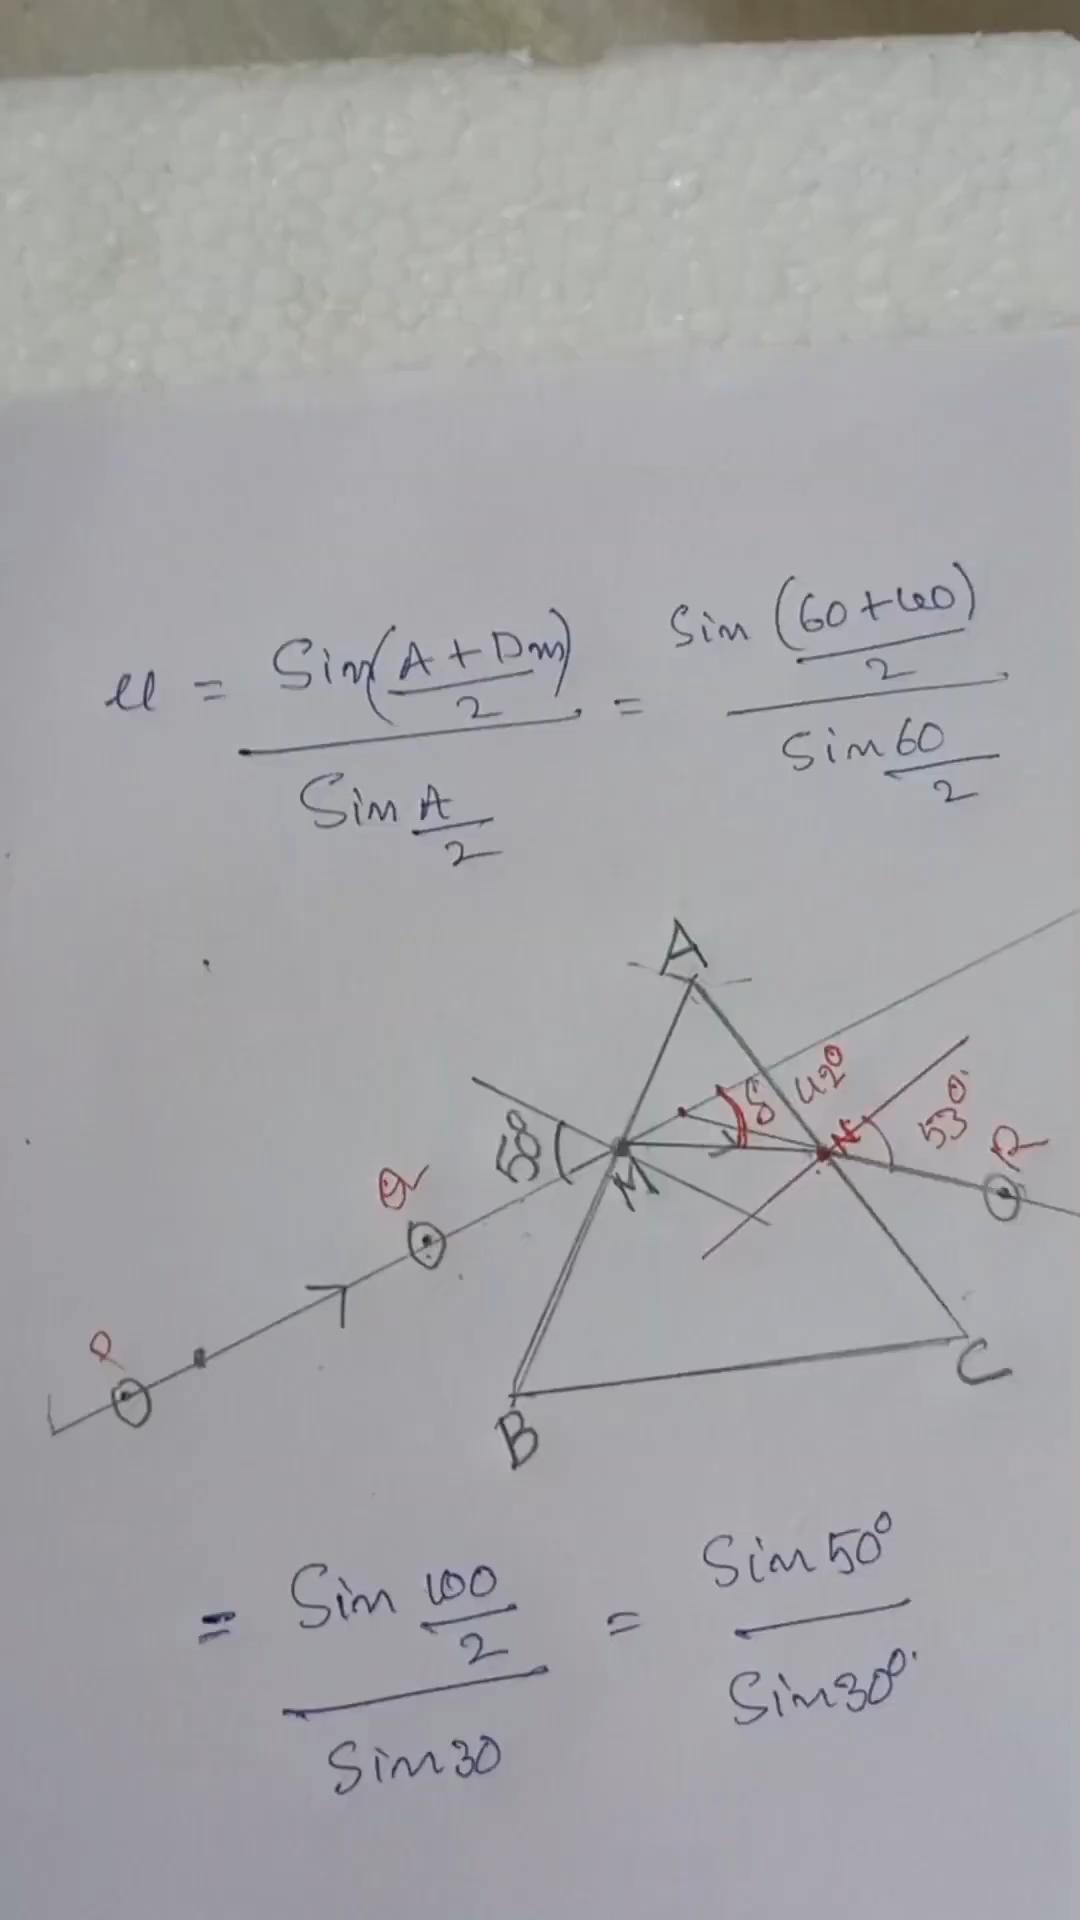 μ = Sin(A + Dm)/2 / Sin A/2 = Sin (60+40)/2 / Sin 60/2
A
δ 42°
50° M N 53°
Q R
P
B C
= Sin 100/2 / Sin 30 = Sin 50° / Sin 30°